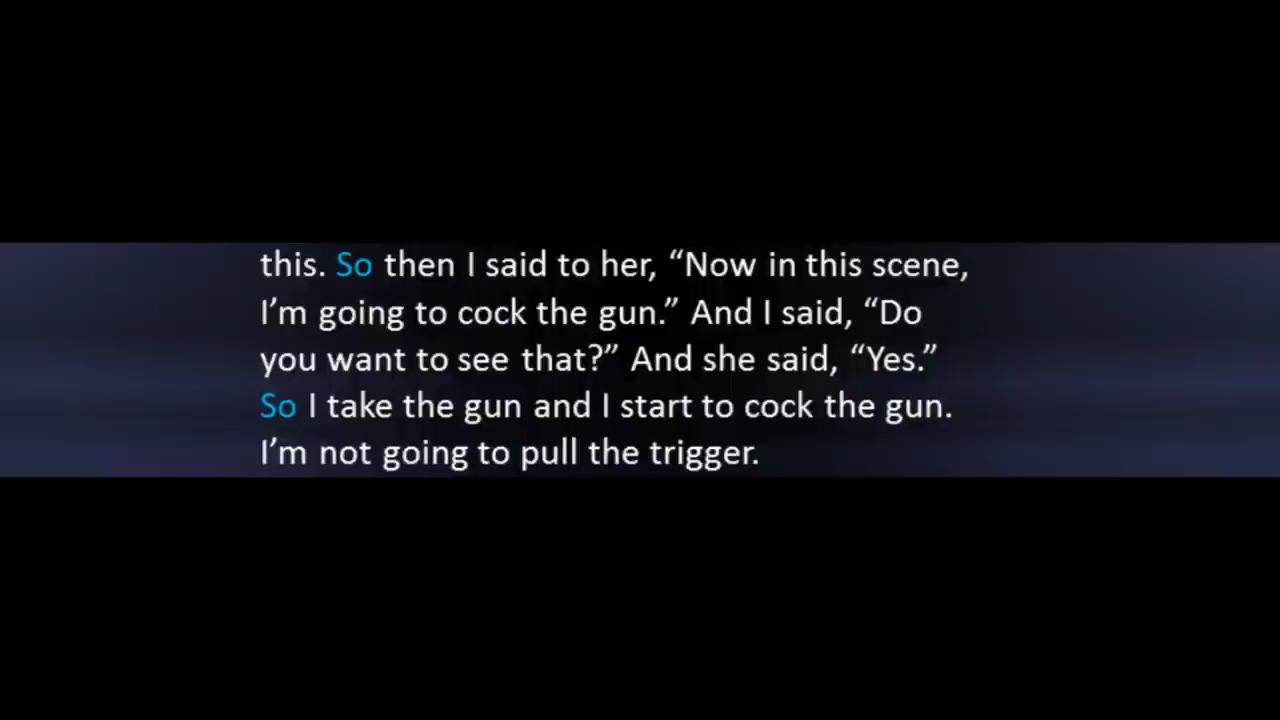 this. So then I said to her, “Now in this scene,
I’m going to cock the gun.” And I said, “Do
you want to see that?” And she said, “Yes.”
So I take the gun and I start to cock the gun.
I’m not going to pull the trigger.